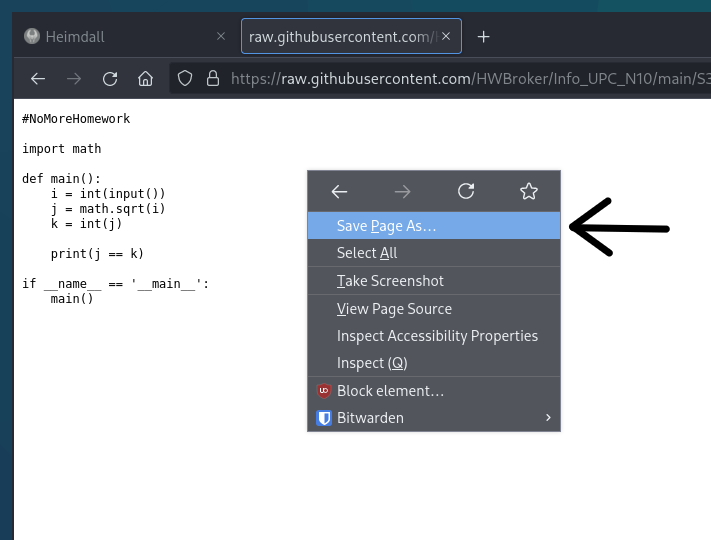 Heimdall
raw.githubusercontent.com/
https://raw.githubusercontent.com/HWBroker/Info_UPC_N10/main/S3
#NoMoreHomework
import math
def main():
    i = int(input())
    j = math.sqrt(i)
    k = int(j)
    print(j == k)
if __name__ == '__main__':
    main()
Save Page As…
Select All
Take Screenshot
View Page Source
Inspect Accessibility Properties
Inspect (Q)
Block element…
Bitwarden